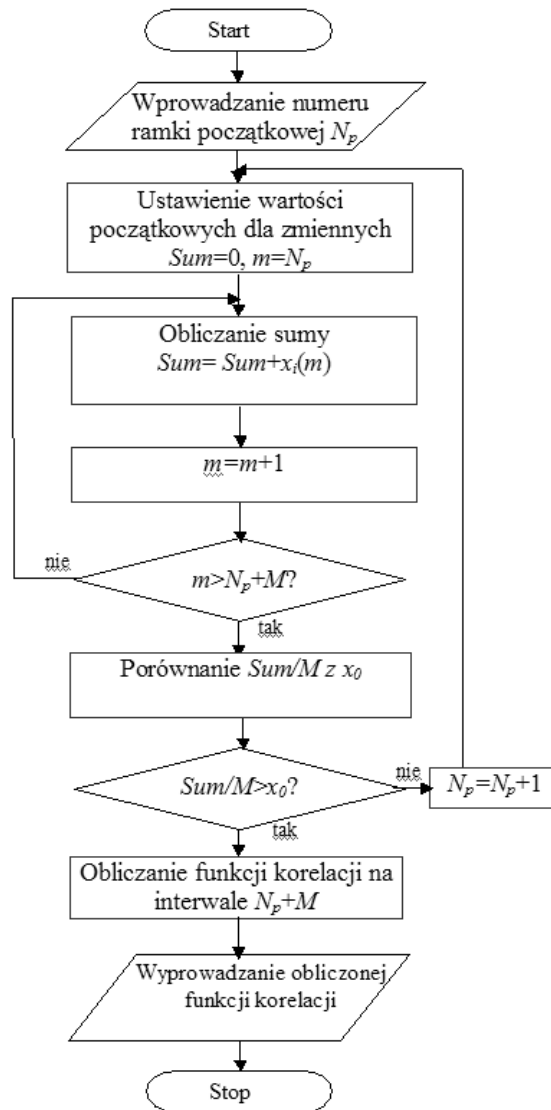 Start
Wprowadzanie numeru
ramki początkowej Nₚ
Ustawienie wartości
początkowych dla zmiennych
Sum=0, m=Nₚ
Obliczanie sumy
Sum= Sum+xᵢ(m)
m=m+1
nie
m>Nₚ+M?
tak
Porównanie Sum/M z x₀
Sum/M>x₀?
nie
Nₚ=Nₚ+1
tak
Obliczanie funkcji korelacji na
interwale Nₚ+M
Wyprowadzanie obliczonej
funkcji korelacji
Stop